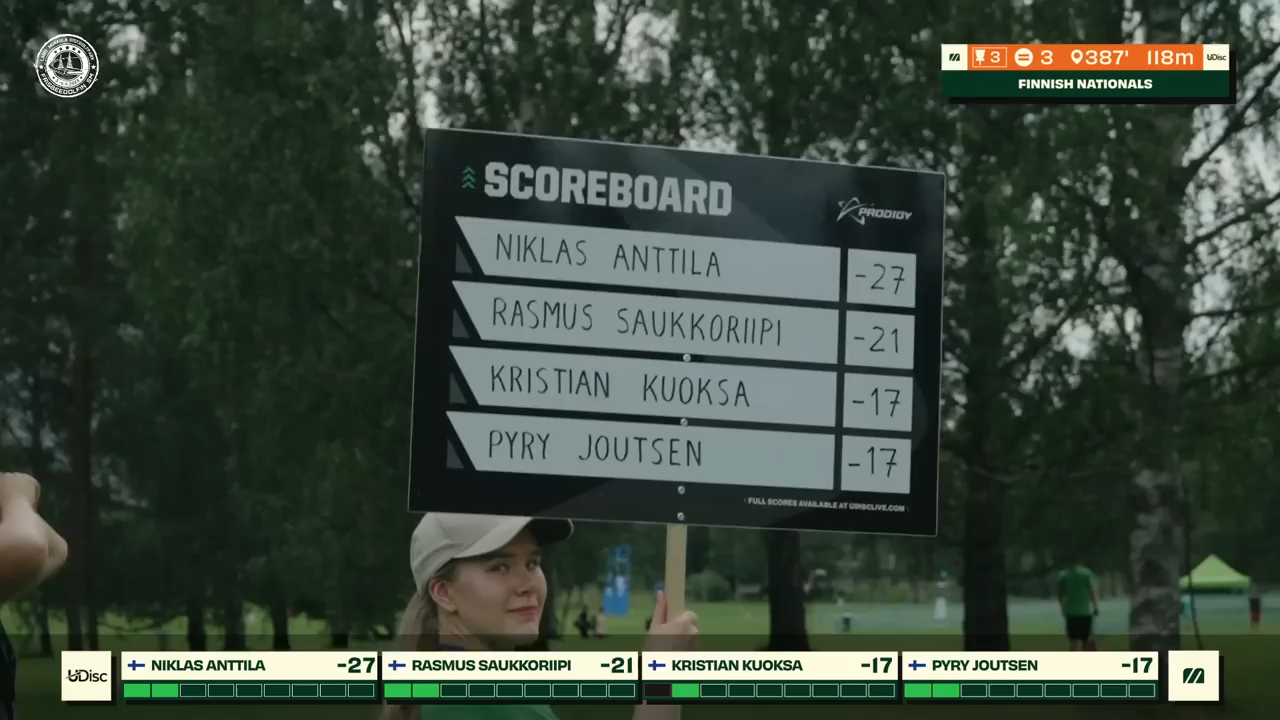 3 3 387' 118m UDisc
FINNISH NATIONALS
SCOREBOARD
PRODIGY
NIKLAS ANTTILA -27
RASMUS SAUKKORIIPI -21
KRISTIAN KUOKSA -17
PYRY JOUTSEN -17
FULL SCORES AVAILABLE AT UDISCLIVE.COM
UDisc NIKLAS ANTTILA -27 RASMUS SAUKKORIIPI -21 KRISTIAN KUOKSA -17 PYRY JOUTSEN -17